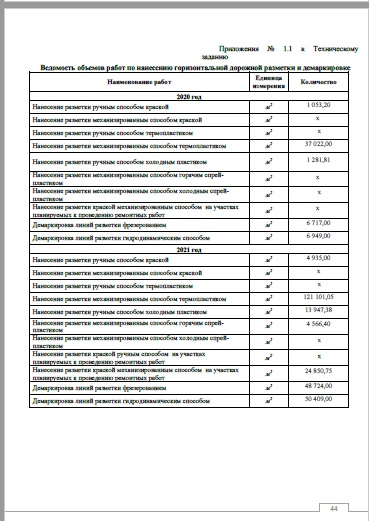 Приложения № 1.1 к Техническому
заданию
Ведомость объемов работ по нанесению горизонтальной дорожной разметки и демаркировке
Наименование работ Единица измерения Количество
2020 год
Нанесение разметки ручным способом краской м² 1 053,20
Нанесение разметки механизированным способом краской м² х
Нанесение разметки ручным способом термопластиком м² х
Нанесение разметки механизированным способом термопластиком м² 37 022,00
Нанесение разметки ручным способом холодным пластиком м² 1 281,81
Нанесение разметки механизированным способом горячим спрей-
пластиком м² х
Нанесение разметки механизированным способом холодным спрей-
пластиком м² х
Нанесение разметки краской механизированным способом на участках
планируемых к проведению ремонтных работ м² х
Демаркировка линий разметки фрезерованием м² 6 717,00
Демаркировка линий разметки гидродинамическим способом м² 6 949,00
2021 год
Нанесение разметки ручным способом краской м² 4 935,00
Нанесение разметки механизированным способом краской м² х
Нанесение разметки ручным способом термопластиком м² х
Нанесение разметки механизированным способом термопластиком м² 121 101,05
Нанесение разметки ручным способом холодным пластиком м² 13 947,38
Нанесение разметки механизированным способом горячим спрей-
пластиком м² 4 566,40
Нанесение разметки механизированным способом холодным спрей-
пластиком м² х
Нанесение разметки краской ручным способом на участках
планируемых к проведению ремонтных работ м² х
Нанесение разметки краской механизированным способом на участках
планируемых к проведению ремонтных работ м² 24 850,75
Демаркировка линий разметки фрезерованием м² 48 724,00
Демаркировка линий разметки гидродинамическим способом м² 50 409,00
44